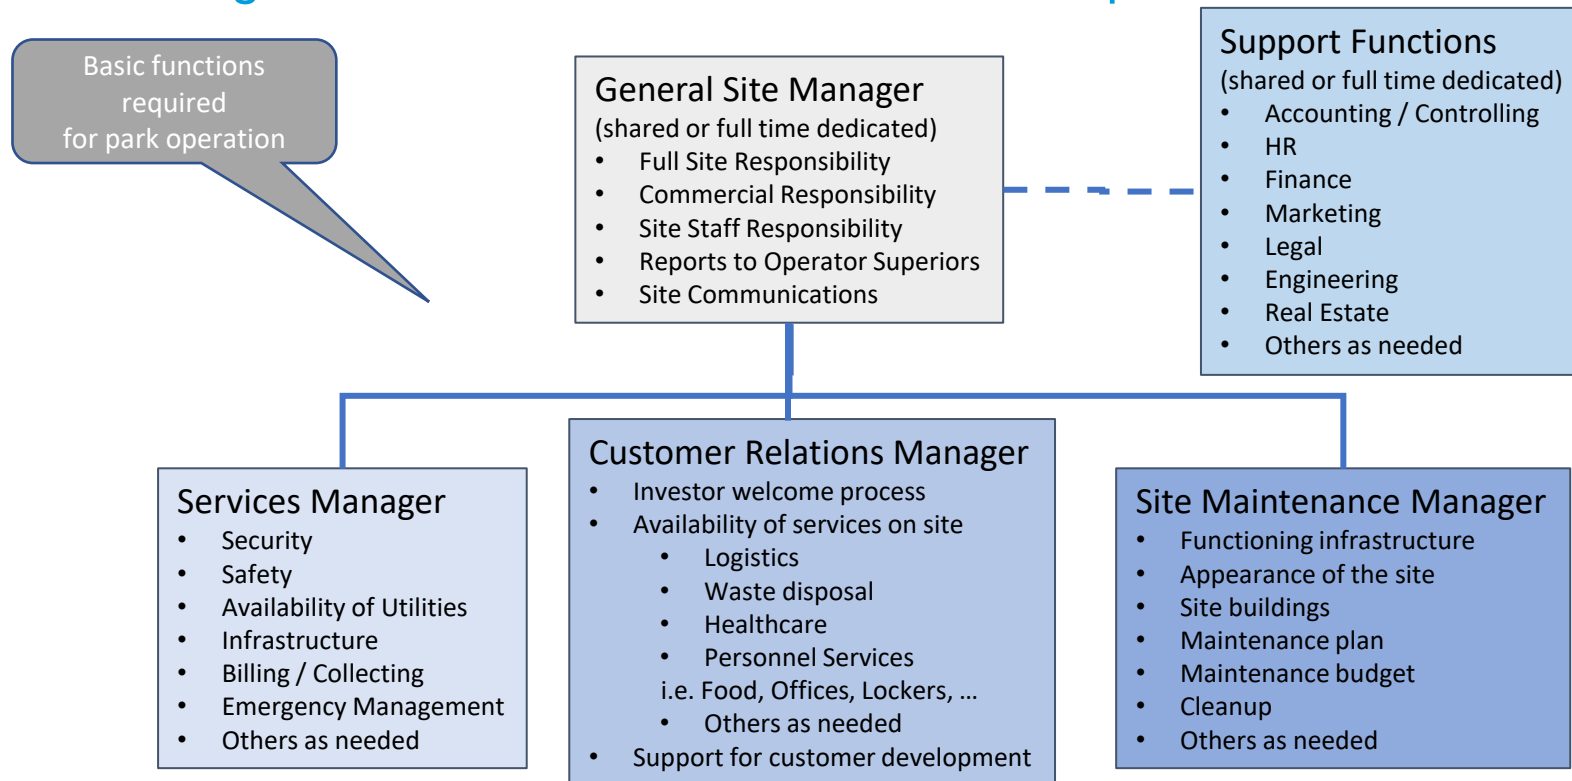 Basic functions
required
for park operation
General Site Manager
(shared or full time dedicated)
• Full Site Responsibility
• Commercial Responsibility
• Site Staff Responsibility
• Reports to Operator Superiors
• Site Communications
Support Functions
(shared or full time dedicated)
• Accounting / Controlling
• HR
• Finance
• Marketing
• Legal
• Engineering
• Real Estate
• Others as needed
Services Manager
• Security
• Safety
• Availability of Utilities
• Infrastructure
• Billing / Collecting
• Emergency Management
• Others as needed
Customer Relations Manager
• Investor welcome process
• Availability of services on site
• Logistics
• Waste disposal
• Healthcare
• Personnel Services
i.e. Food, Offices, Lockers, …
• Others as needed
• Support for customer development
Site Maintenance Manager
• Functioning infrastructure
• Appearance of the site
• Site buildings
• Maintenance plan
• Maintenance budget
• Cleanup
• Others as needed